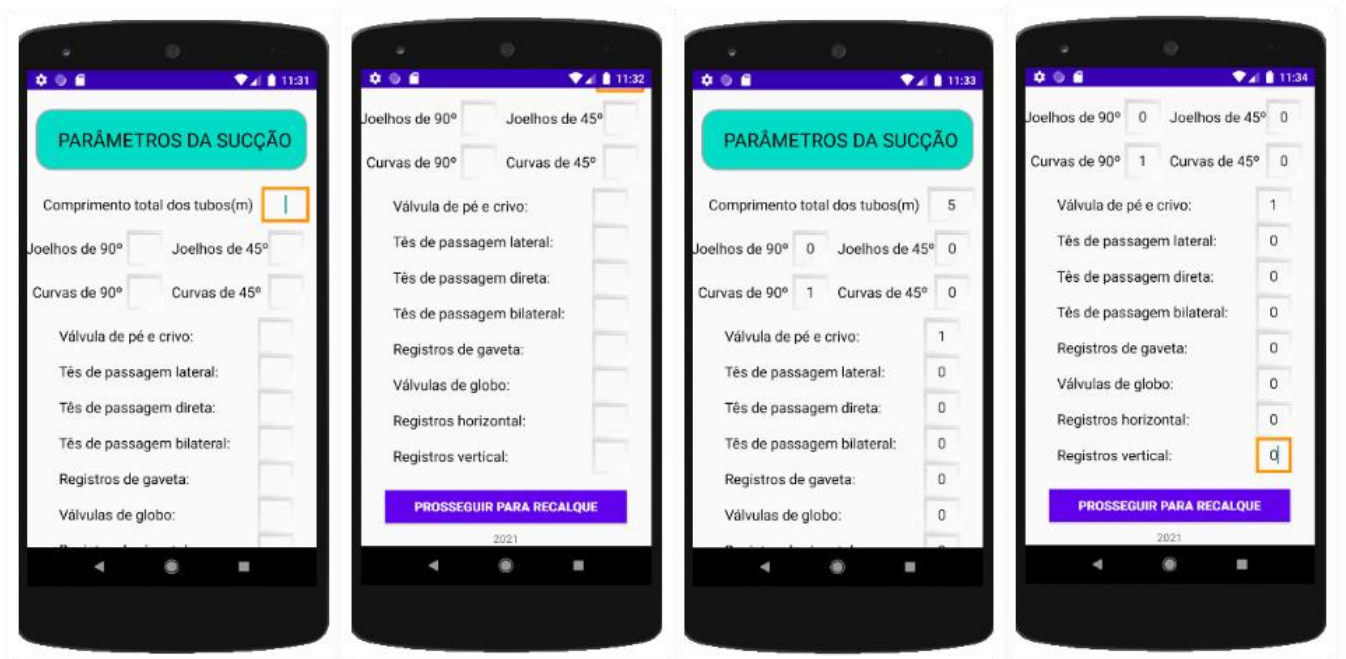 11:31
PARÂMETROS DA SUCÇÃO
Comprimento total dos tubos(m)
Joelhos de 90º Joelhos de 45º
Curvas de 90º Curvas de 45º
Válvula de pé e crivo:
Tês de passagem lateral:
Tês de passagem direta:
Tês de passagem bilateral:
Registros de gaveta:
Válvulas de globo:
11:32
Joelhos de 90º Joelhos de 45º
Curvas de 90º Curvas de 45º
Válvula de pé e crivo:
Tês de passagem lateral:
Tês de passagem direta:
Tês de passagem bilateral:
Registros de gaveta:
Válvulas de globo:
Registros horizontal:
Registros vertical:
PROSSEGUIR PARA RECALQUE
2021
11:33
PARÂMETROS DA SUCÇÃO
Comprimento total dos tubos(m) 5
Joelhos de 90º 0 Joelhos de 45º 0
Curvas de 90º 1 Curvas de 45º 0
Válvula de pé e crivo: 1
Tês de passagem lateral: 0
Tês de passagem direta: 0
Tês de passagem bilateral: 0
Registros de gaveta: 0
Válvulas de globo: 0
11:34
Joelhos de 90º 0 Joelhos de 45º 0
Curvas de 90º 1 Curvas de 45º 0
Válvula de pé e crivo: 1
Tês de passagem lateral: 0
Tês de passagem direta: 0
Tês de passagem bilateral: 0
Registros de gaveta: 0
Válvulas de globo: 0
Registros horizontal: 0
Registros vertical: 0
PROSSEGUIR PARA RECALQUE
2021